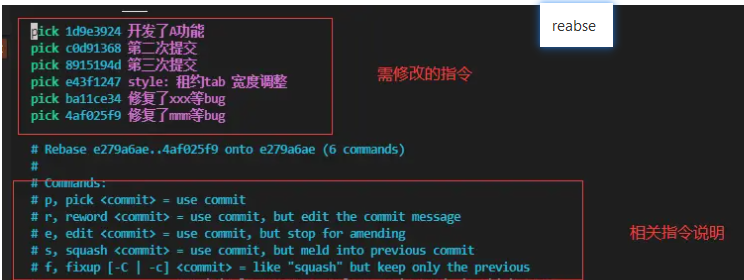 reabse
pick 1d9e3924 开发了A功能
pick c0d91368 第二次提交
pick 8915194d 第三次提交
pick e43f1247 style: 租约tab 宽度调整
pick ba11ce34 修复了xxx等bug
pick 4af025f9 修复了mmm等bug
需修改的指令
# Rebase e279a6ae..4af025f9 onto e279a6ae (6 commands)
#
# Commands:
# p, pick <commit> = use commit
# r, reword <commit> = use commit, but edit the commit message
# e, edit <commit> = use commit, but stop for amending
# s, squash <commit> = use commit, but meld into previous commit
# f, fixup [-C | -c] <commit> = like "squash" but keep only the previous
相关指令说明